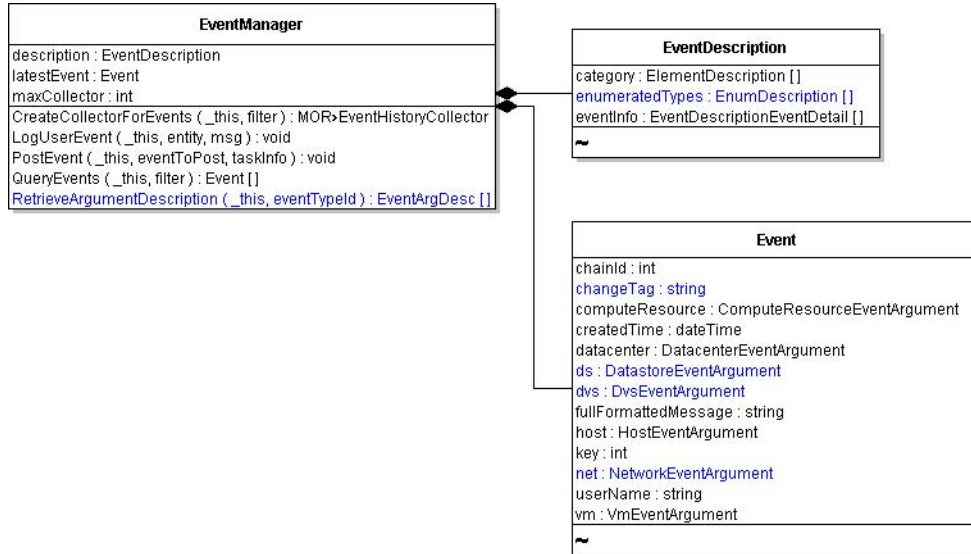 EventManager
description : EventDescription
latestEvent : Event
maxCollector : int
CreateCollectorForEvents ( _this, filter ) : MOR>EventHistoryCollector
LogUserEvent ( _this, entity, msg ) : void
PostEvent ( _this, eventToPost, taskInfo ) : void
QueryEvents ( _this, filter ) : Event [ ]
RetrieveArgumentDescription ( _this, eventTypeId ) : EventArgDesc [ ]
EventDescription
category : ElementDescription [ ]
enumeratedTypes : EnumDescription [ ]
eventInfo : EventDescriptionEventDetail [ ]
~
Event
chainId : int
changeTag : string
computeResource : ComputeResourceEventArgument
createdTime : dateTime
datacenter : DatacenterEventArgument
ds : DatastoreEventArgument
dvs : DvsEventArgument
fullFormattedMessage : string
host : HostEventArgument
key : int
net : NetworkEventArgument
userName : string
vm : VmEventArgument
~